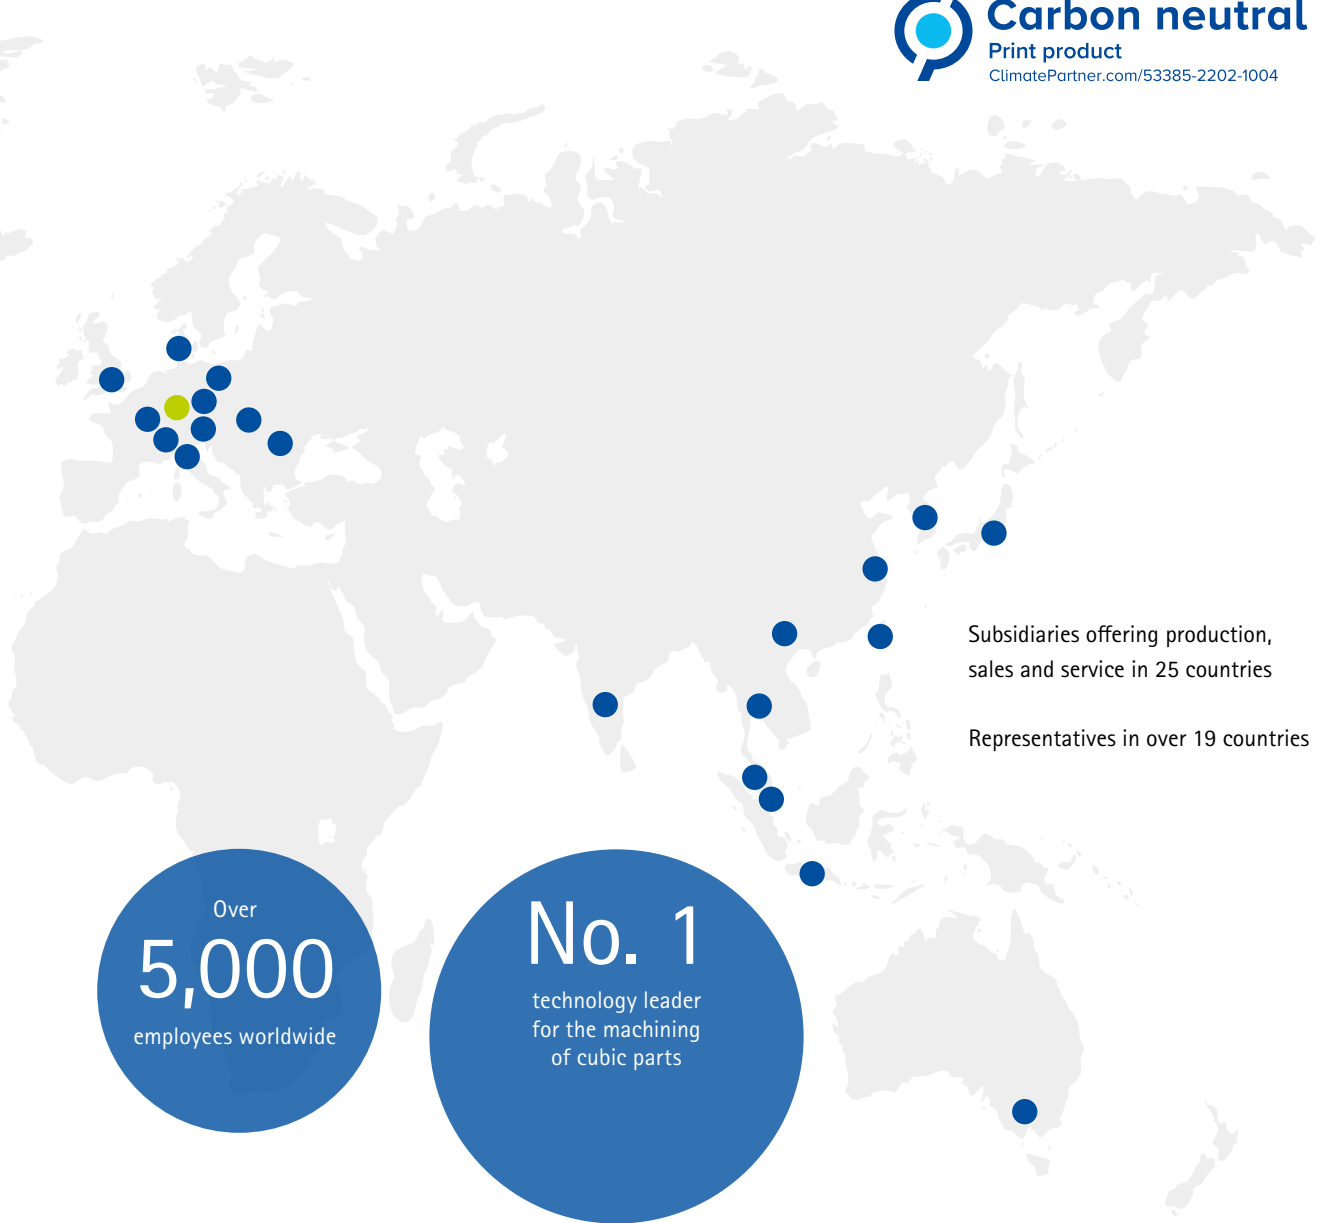 Carbon neutral
Print product
ClimatePartner.com/53385-2202-1004
Subsidiaries offering production,
sales and service in 25 countries
Representatives in over 19 countries
Over
5,000
employees worldwide
No. 1
technology leader
for the machining
of cubic parts